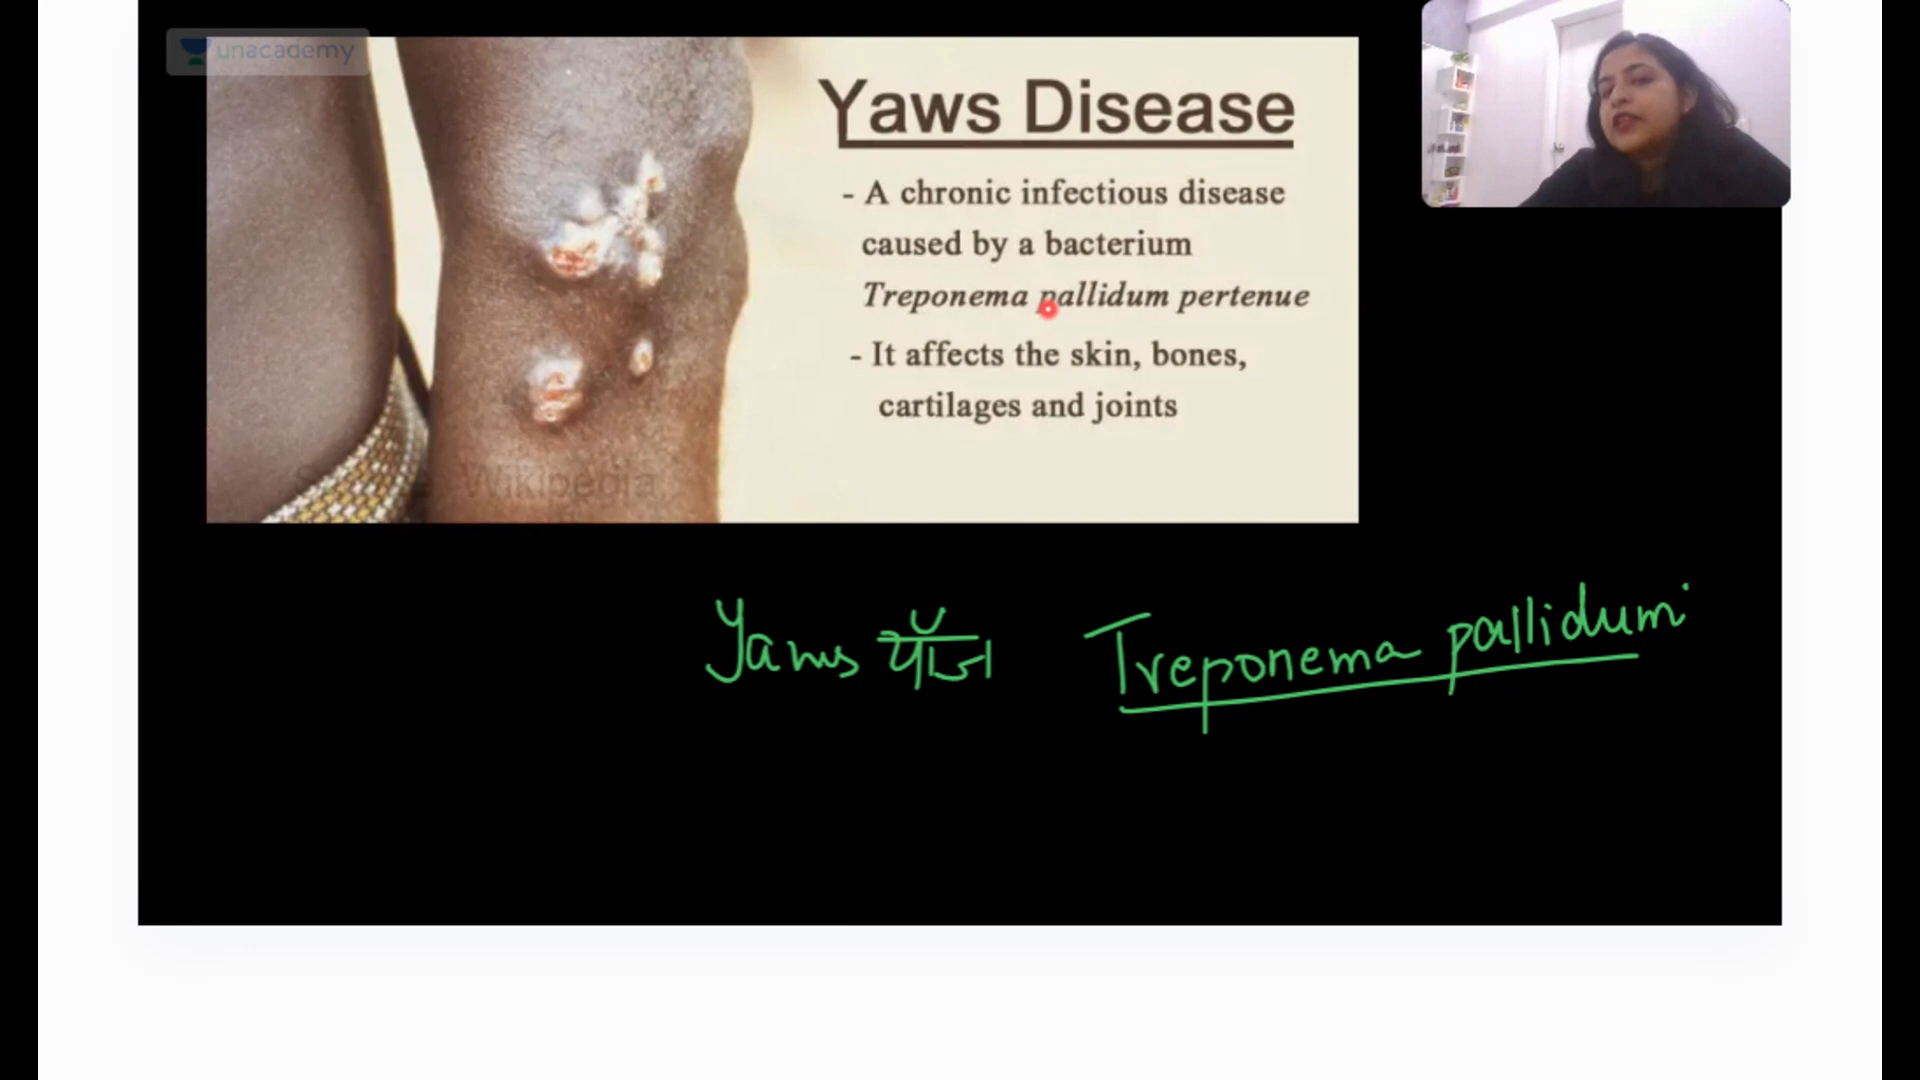 unacademy
Yaws Disease
- A chronic infectious disease
caused by a bacterium
Treponema pallidum pertenue
- It affects the skin, bones,
cartilages and joints
Wikipedia
Yaws यॉज Treponema pallidum